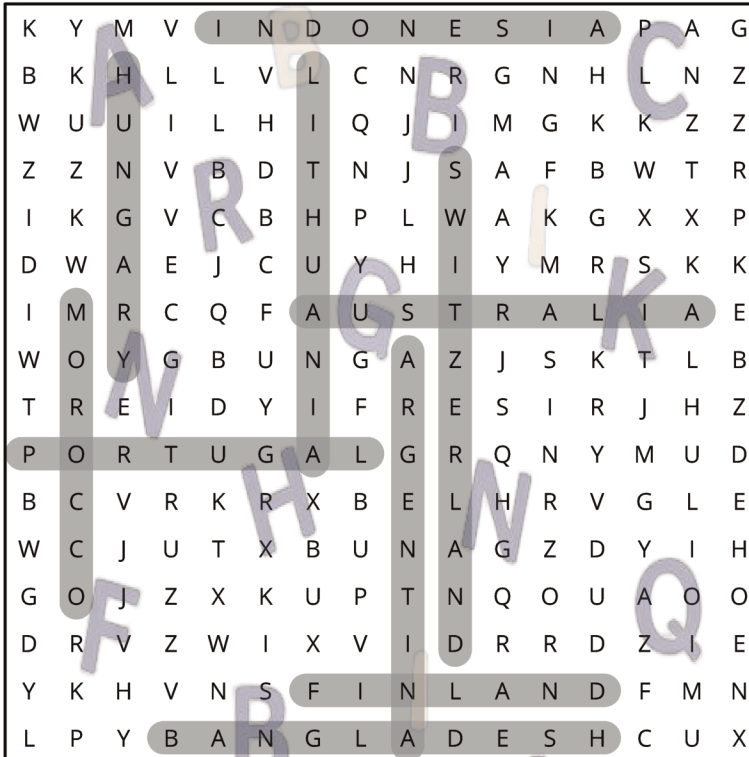 K Y M V I N D O N E S I A P A G
B K H L L V L C N R G N H L N Z
W U U I L H I Q J I M G K K Z Z
Z Z N V B D T N J S A F B W T R
I K G V C B H P L W A K G X X P
D W A E J C U Y H I Y M R S K K
I M R C Q F A U S T R A L I A E
W O Y G B U N G A Z J S K T L B
T R E I D Y I F R E S I R J H Z
P O R T U G A L G R Q N Y M U D
B C V R K R X B E L H R V G L E
W C J U T X B U N A G Z D Y I H
G O J Z X K U P T N Q O U A O O
D R V Z W I X V I D R R D Z I E
Y K H V N S F I N L A N D F M N
L P Y B A N G L A D E S H C U X